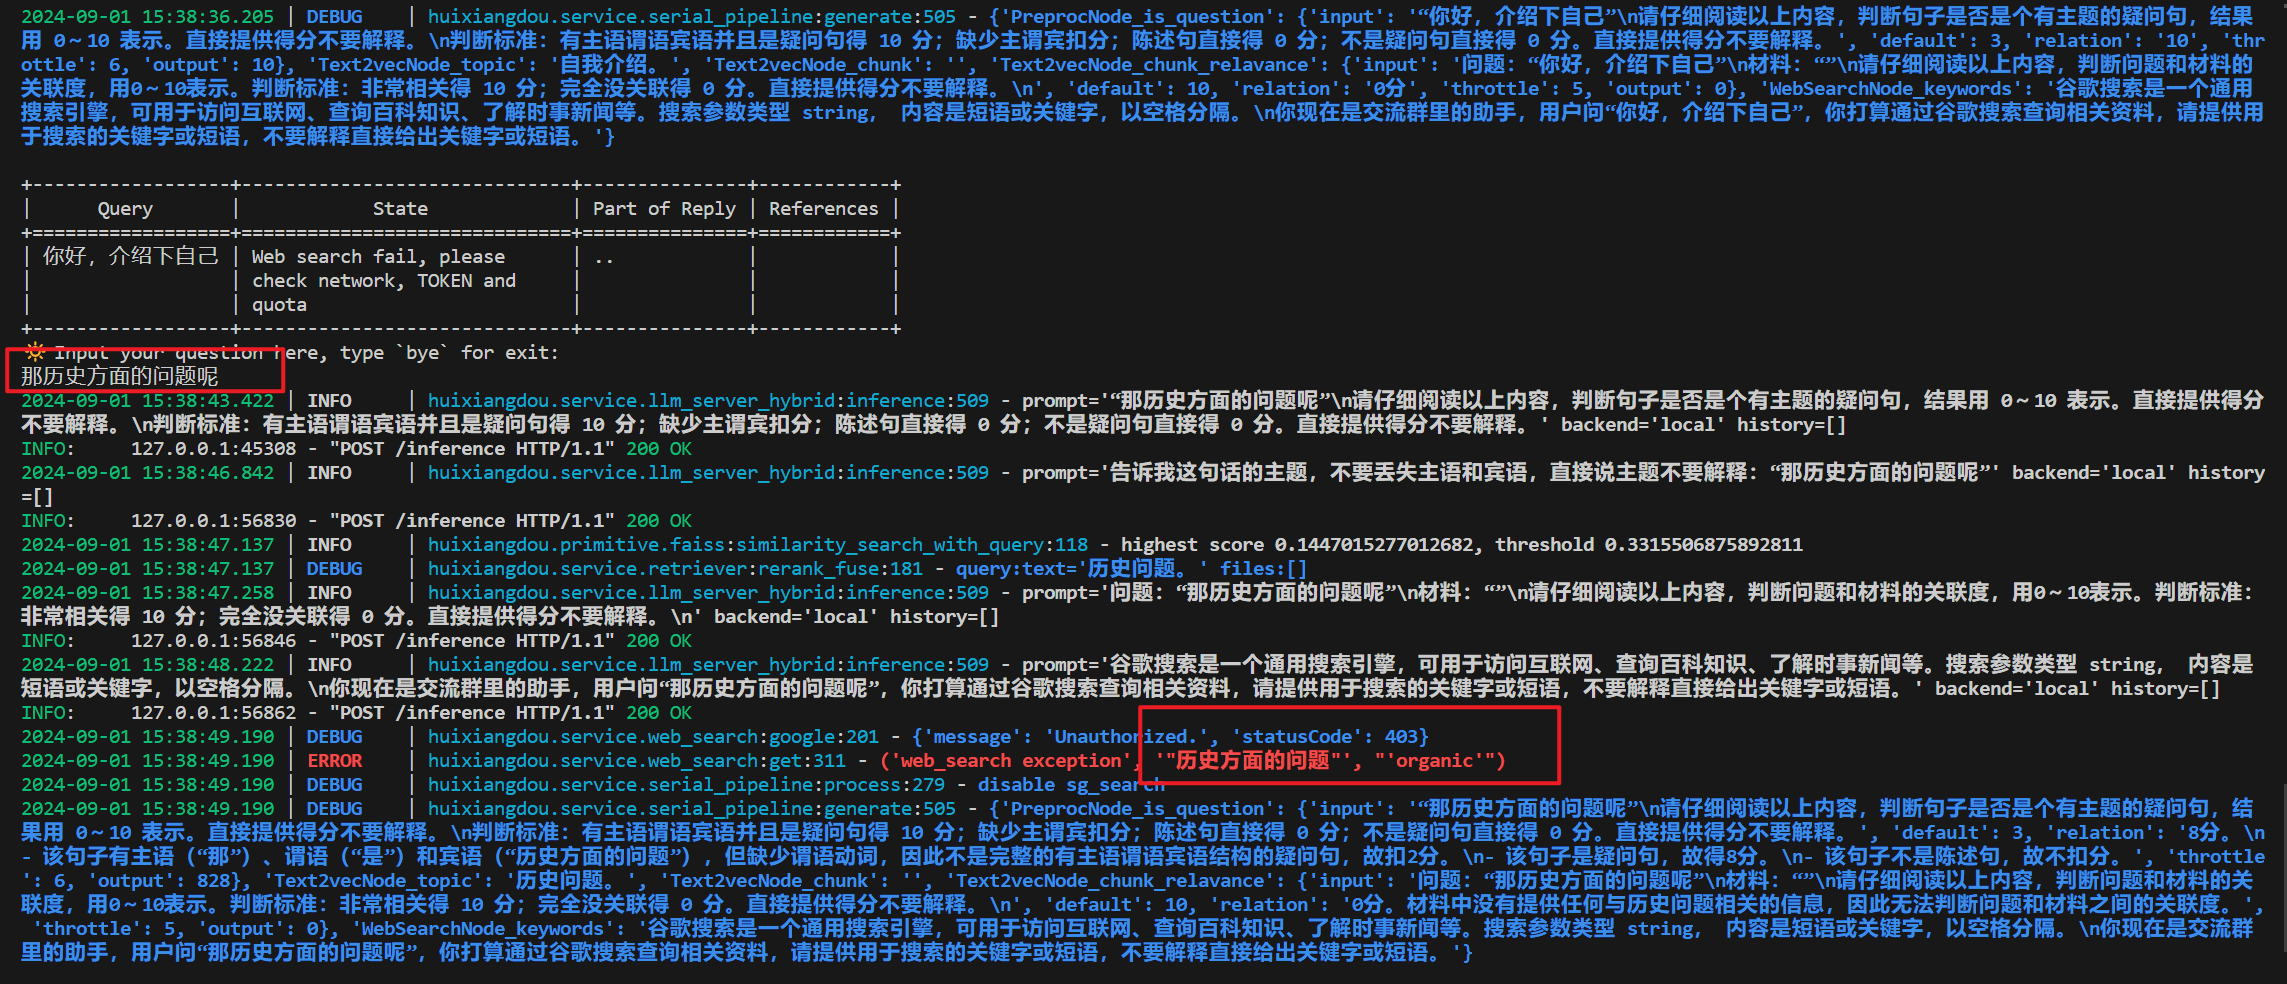 2024-09-01 15:38:36.205 | DEBUG    | huixiangdou.service.serial_pipeline:generate:505 - {'PreprocNode_is_question': {'input': '“你好，介绍下自己”\n请仔细阅读以上内容，判断句子是否是个有主题的疑问句，结果
用 0～10 表示。直接提供得分不要解释。\n判断标准：有主语谓语宾语并且是疑问句得 10 分；缺少主谓宾扣分；陈述句直接得 0 分；不是疑问句直接得 0 分。直接提供得分不要解释。', 'default': 3, 'relation': '10', 'thr
ottle': 6, 'output': 10}, 'Text2vecNode_topic': '自我介绍。', 'Text2vecNode_chunk': '', 'Text2vecNode_chunk_relavance': {'input': '问题：“你好，介绍下自己”\n材料：“”\n请仔细阅读以上内容，判断问题和材料的
关联度，用0～10表示。判断标准：非常相关得 10 分；完全没关联得 0 分。直接提供得分不要解释。\n', 'default': 10, 'relation': '0分', 'throttle': 5, 'output': 0}, 'WebSearchNode_keywords': '谷歌搜索是一个通用
搜索引擎，可用于访问互联网、查询百科知识、了解时事新闻等。搜索参数类型 string， 内容是短语或关键字，以空格分隔。\n你现在是交流群里的助手，用户问“你好，介绍下自己”，你打算通过谷歌搜索查询相关资料，请提供用
于搜索的关键字或短语，不要解释直接给出关键字或短语。'}
+------------------+-------------------------------+---------------+------------+
| Query | State | Part of Reply | References |
+==================+===============================+===============+============+
| 你好，介绍下自己 | Web search fail, please | .. | |
| | check network, TOKEN and | | |
| | quota | | |
+------------------+-------------------------------+---------------+------------+
🔆 Input your question here, type `bye` for exit:
那历史方面的问题呢
2024-09-01 15:38:43.422 | INFO     | huixiangdou.service.llm_server_hybrid:inference:509 - prompt='“那历史方面的问题呢”\n请仔细阅读以上内容，判断句子是否是个有主题的疑问句，结果用 0～10 表示。直接提供得分
不要解释。\n判断标准：有主语谓语宾语并且是疑问句得 10 分；缺少主谓宾扣分；陈述句直接得 0 分；不是疑问句直接得 0 分。直接提供得分不要解释。' backend='local' history=[]
INFO:     127.0.0.1:45308 - "POST /inference HTTP/1.1" 200 OK
2024-09-01 15:38:46.842 | INFO     | huixiangdou.service.llm_server_hybrid:inference:509 - prompt='告诉我这句话的主题，不要丢失主语和宾语，直接说主题不要解释：“那历史方面的问题呢”' backend='local' history
=[]
INFO:     127.0.0.1:56830 - "POST /inference HTTP/1.1" 200 OK
2024-09-01 15:38:47.137 | INFO     | huixiangdou.primitive.faiss:similarity_search_with_query:118 - highest score 0.1447015277012682, threshold 0.3315506875892811
2024-09-01 15:38:47.137 | DEBUG    | huixiangdou.service.retriever:rerank_fuse:181 - query:text='历史问题。' files:[]
2024-09-01 15:38:47.258 | INFO     | huixiangdou.service.llm_server_hybrid:inference:509 - prompt='问题：“那历史方面的问题呢”\n材料：“”\n请仔细阅读以上内容，判断问题和材料的关联度，用0～10表示。判断标准：
非常相关得 10 分；完全没关联得 0 分。直接提供得分不要解释。\n' backend='local' history=[]
INFO:     127.0.0.1:56846 - "POST /inference HTTP/1.1" 200 OK
2024-09-01 15:38:48.222 | INFO     | huixiangdou.service.llm_server_hybrid:inference:509 - prompt='谷歌搜索是一个通用搜索引擎，可用于访问互联网、查询百科知识、了解时事新闻等。搜索参数类型 string， 内容是
短语或关键字，以空格分隔。\n你现在是交流群里的助手，用户问“那历史方面的问题呢”，你打算通过谷歌搜索查询相关资料，请提供用于搜索的关键字或短语，不要解释直接给出关键字或短语。' backend='local' history=[]
INFO:     127.0.0.1:56862 - "POST /inference HTTP/1.1" 200 OK
2024-09-01 15:38:49.190 | DEBUG    | huixiangdou.service.web_search:google:201 - {'message': 'Unauthorized.', 'statusCode': 403}
2024-09-01 15:38:49.190 | ERROR    | huixiangdou.service.web_search:get:311 - ('web_search exception', '"历史方面的问题"', "'organic'")
2024-09-01 15:38:49.190 | DEBUG    | huixiangdou.service.serial_pipeline:process:279 - disable sg_search
2024-09-01 15:38:49.190 | DEBUG    | huixiangdou.service.serial_pipeline:generate:505 - {'PreprocNode_is_question': {'input': '“那历史方面的问题呢”\n请仔细阅读以上内容，判断句子是否是个有主题的疑问句，结
果用 0～10 表示。直接提供得分不要解释。\n判断标准：有主语谓语宾语并且是疑问句得 10 分；缺少主谓宾扣分；陈述句直接得 0 分；不是疑问句直接得 0 分。直接提供得分不要解释。', 'default': 3, 'relation': '8分。\n
- 该句子有主语（“那”）、谓语（“是”）和宾语（“历史方面的问题”），但缺少谓语动词，因此不是完整的有主语谓语宾语结构的疑问句，故扣2分。\n- 该句子是疑问句，故得8分。\n- 该句子不是陈述句，故不扣分。', 'throttle
': 6, 'output': 828}, 'Text2vecNode_topic': '历史问题。', 'Text2vecNode_chunk': '', 'Text2vecNode_chunk_relavance': {'input': '问题：“那历史方面的问题呢”\n材料：“”\n请仔细阅读以上内容，判断问题和材料的关
联度，用0～10表示。判断标准：非常相关得 10 分；完全没关联得 0 分。直接提供得分不要解释。\n', 'default': 10, 'relation': '0分。材料中没有提供任何与历史问题相关的信息，因此无法判断问题和材料之间的关联度。',
 'throttle': 5, 'output': 0}, 'WebSearchNode_keywords': '谷歌搜索是一个通用搜索引擎，可用于访问互联网、查询百科知识、了解时事新闻等。搜索参数类型 string， 内容是短语或关键字，以空格分隔。\n你现在是交流群
里的助手，用户问“那历史方面的问题呢”，你打算通过谷歌搜索查询相关资料，请提供用于搜索的关键字或短语，不要解释直接给出关键字或短语。'}